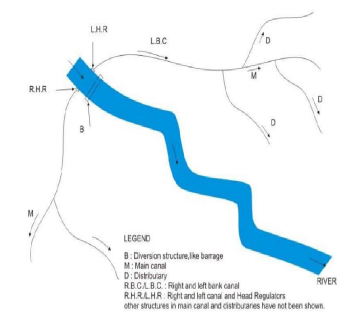 L.H.R
L.B.C
D
M
R.H.R
D
D
B
M
LEGEND
B : Diversion structure,like barrage
M : Main canal
D : Distributary
R.B.C/L.B.C. : Right and left bank canal
R.H.R/L.H.R : Right and left canal and Head Regulators
other structures in main canal and distriburaries have not been shown.
RIVER